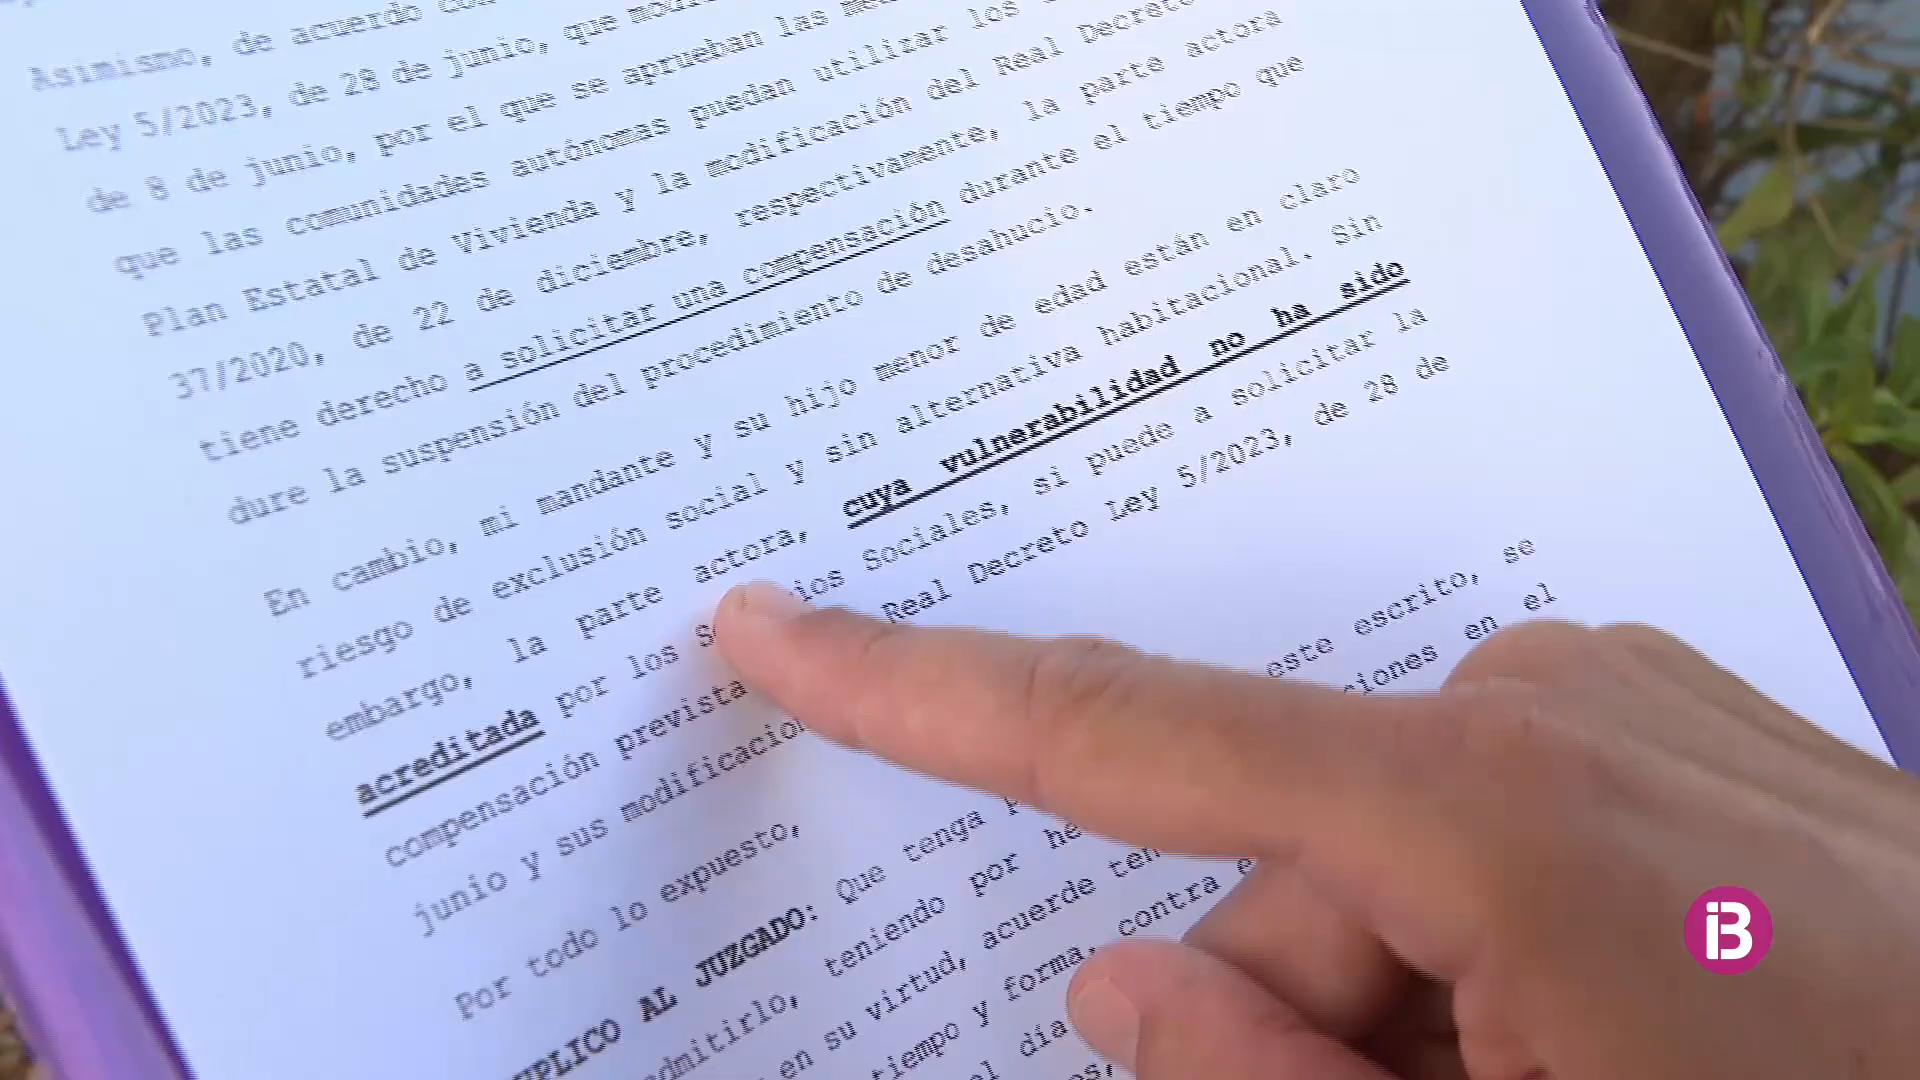 Asimismo, de acuerdo con
Ley 5/2023, de 28 de junio, que
de 8 de junio, por el que se aprueban las
que las comunidades autónomas puedan utilizar los
Plan Estatal de Vivienda y la modificación del Real Decreto
37/2020, de 22 de diciembre, respectivamente, la parte actora
tiene derecho a solicitar una compensación durante el tiempo que
dure la suspensión del procedimiento de desahucio.
En cambio, mi mandante y su hijo menor de edad están en claro
riesgo de exclusión social y sin alternativa habitacional. Sin
embargo, la parte actora, cuya vulnerabilidad no ha sido
acreditada por los Sociales, si puede a solicitar la
compensación prevista Real Decreto Ley 5/2023, de 28 de
junio y sus
Por todo lo expuesto,
AL JUZGADO: Que tenga este escrito, se
teniendo por en el
en su virtud, acuerde
tiempo y forma, contra
día
iB